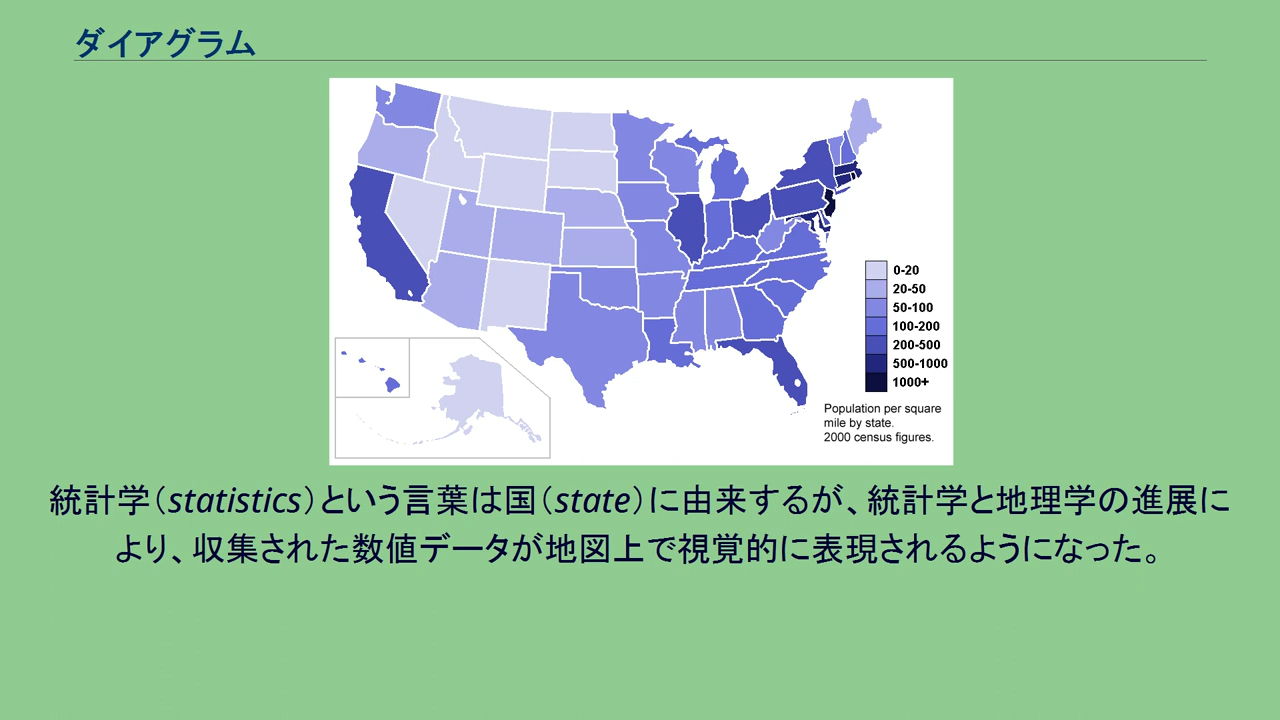 ダイアグラム
0-20
20-50
50-100
100-200
200-500
500-1000
1000+
Population per square
mile by state.
2000 census figures.
統計学（statistics）という言葉は国（state）に由来するが、統計学と地理学の進展に
より、収集された数値データが地図上で視覚的に表現されるようになった。